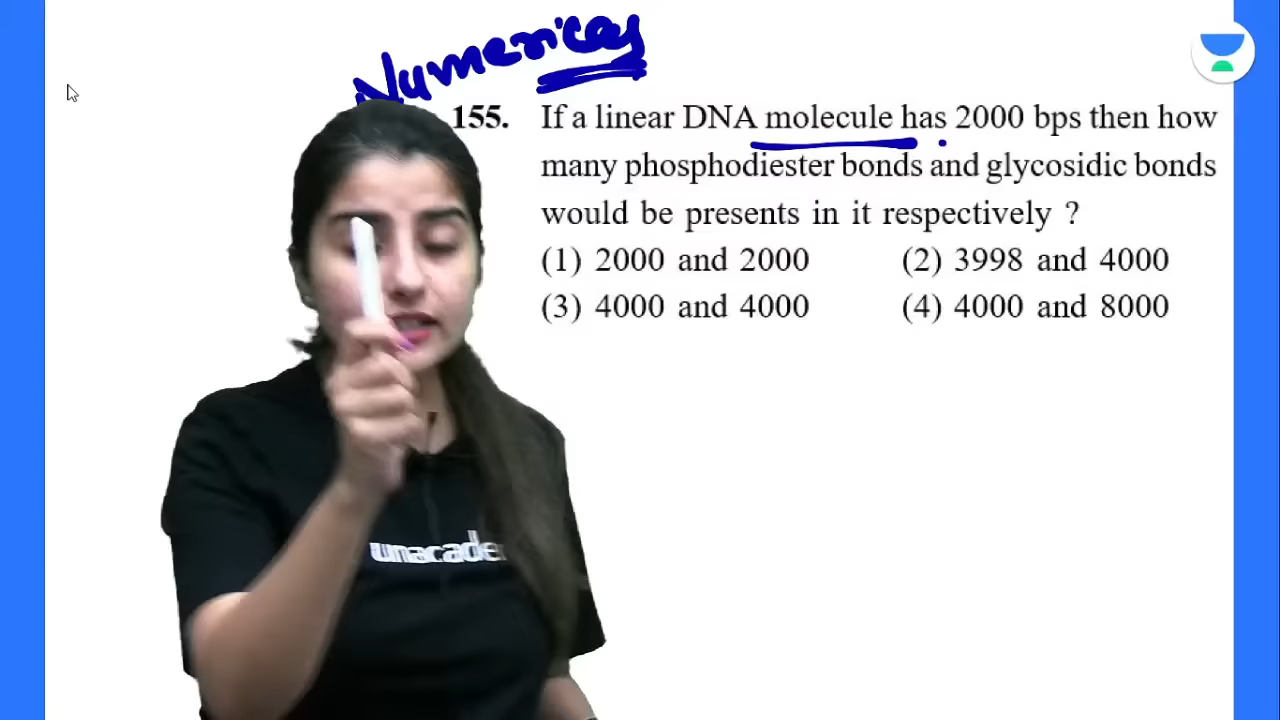 Numericals
155. If a linear DNA molecule has 2000 bps then how
many phosphodiester bonds and glycosidic bonds
would be presents in it respectively ?
(1) 2000 and 2000 (2) 3998 and 4000
(3) 4000 and 4000 (4) 4000 and 8000
unacade